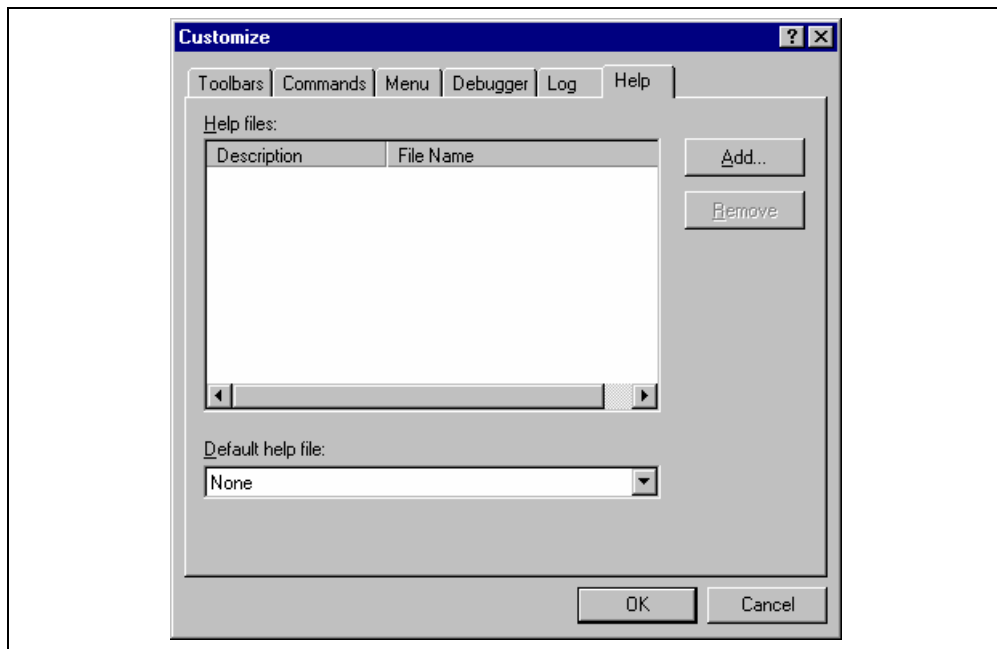 Customize
Toolbars Commands Menu Debugger Log Help
Help files:
Description File Name
Add...
Remove
Default help file:
None
OK Cancel